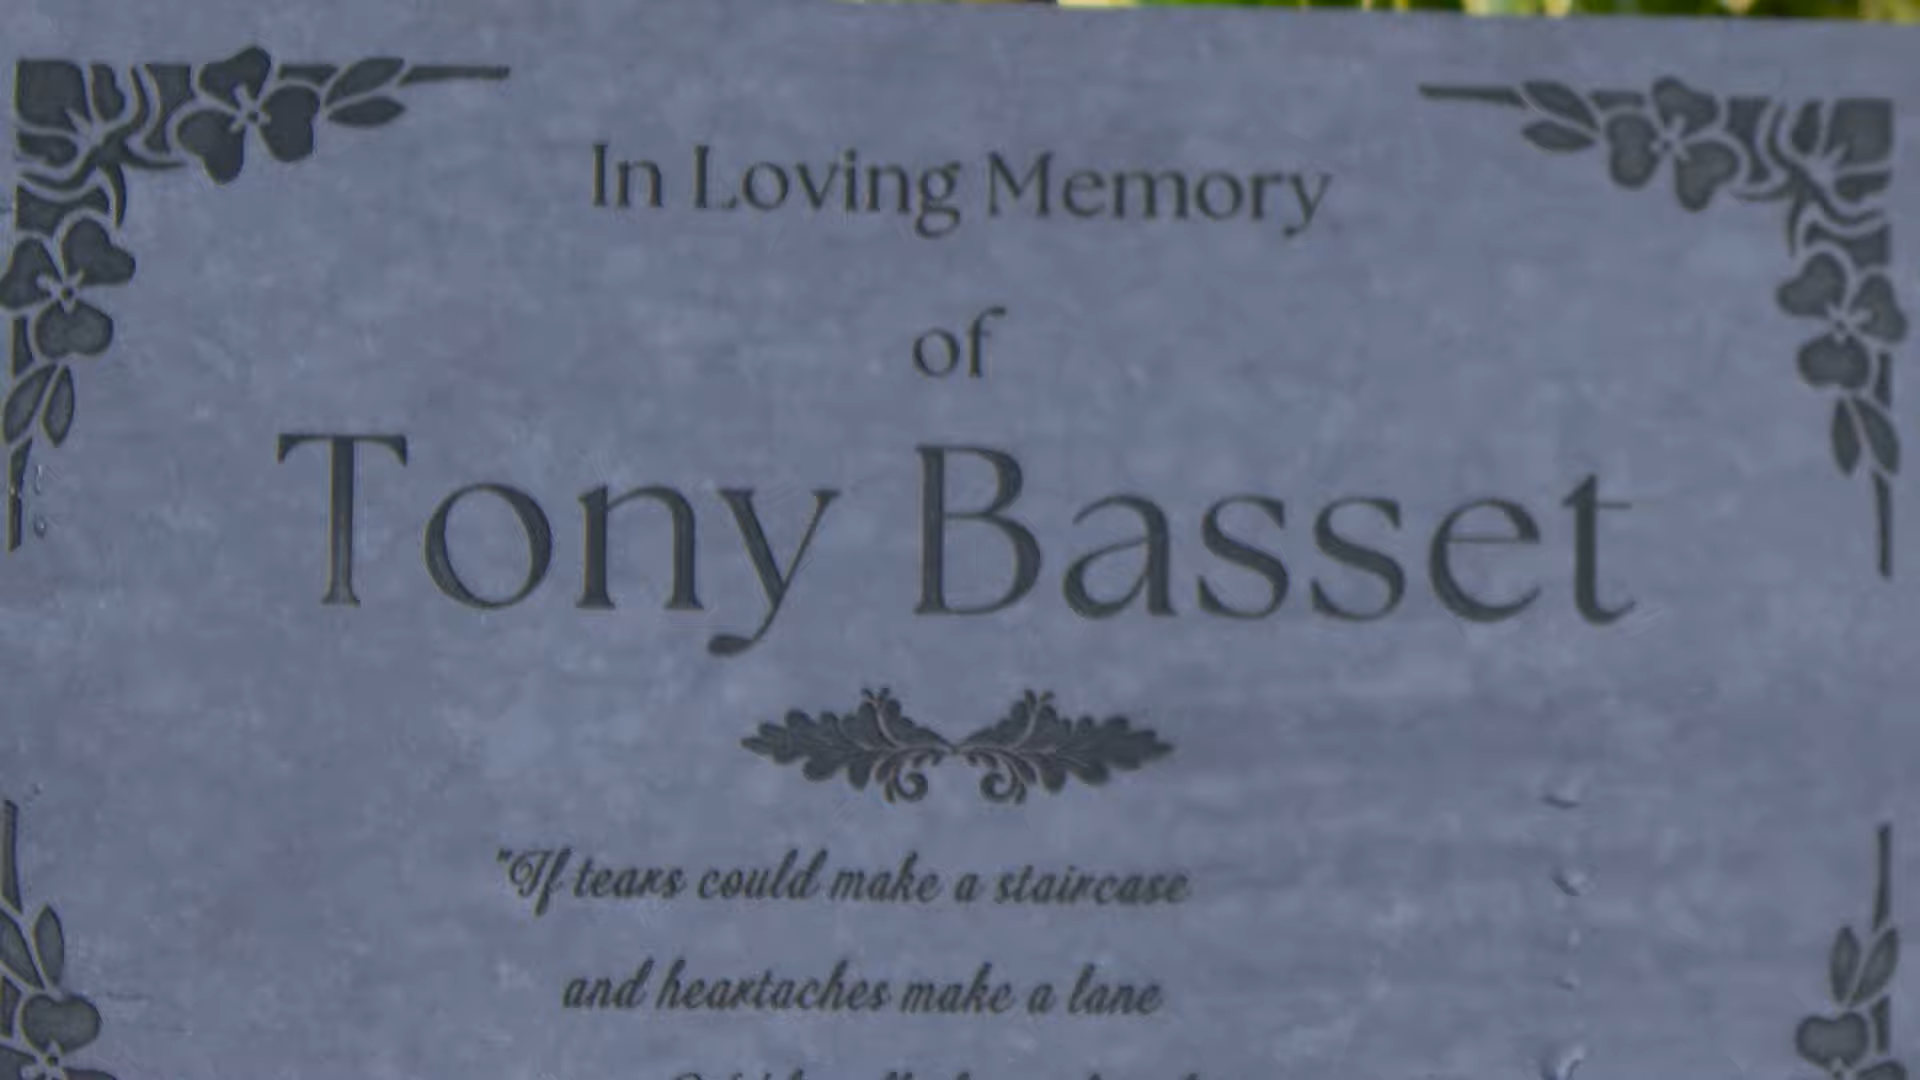 In Loving Memory
of
Tony Basset
"If tears could make a staircase
and heartaches make a lane